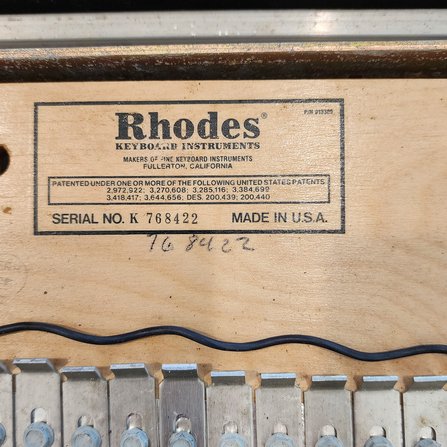 Rhodes®
P/N 013305
KEYBOARD INSTRUMENTS
MAKERS OF FINE KEYBOARD INSTRUMENTS
FULLERTON, CALIFORNIA
PATENTED UNDER ONE OR MORE OF THE FOLLOWING UNITED STATES PATENTS
2,972,922; 3,270,608; 3,285,116; 3,384,699
3,418,417; 3,644,656; DES. 200,439; 200,440
SERIAL NO. K 768422 MADE IN U.S.A.
768422